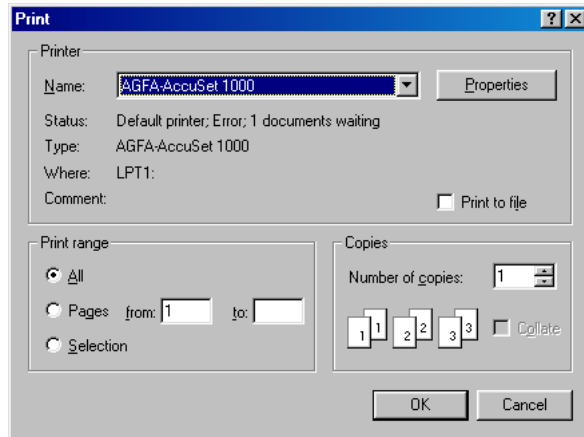 Print
Printer
Name: AGFA-AccuSet 1000 Properties
Status: Default printer; Error; 1 documents waiting
Type: AGFA-AccuSet 1000
Where: LPT1:
Comment: Print to file
Print range
All
Pages from: 1 to:
Selection
Copies
Number of copies: 1
1 1 2 2 3 3 Collate
OK Cancel